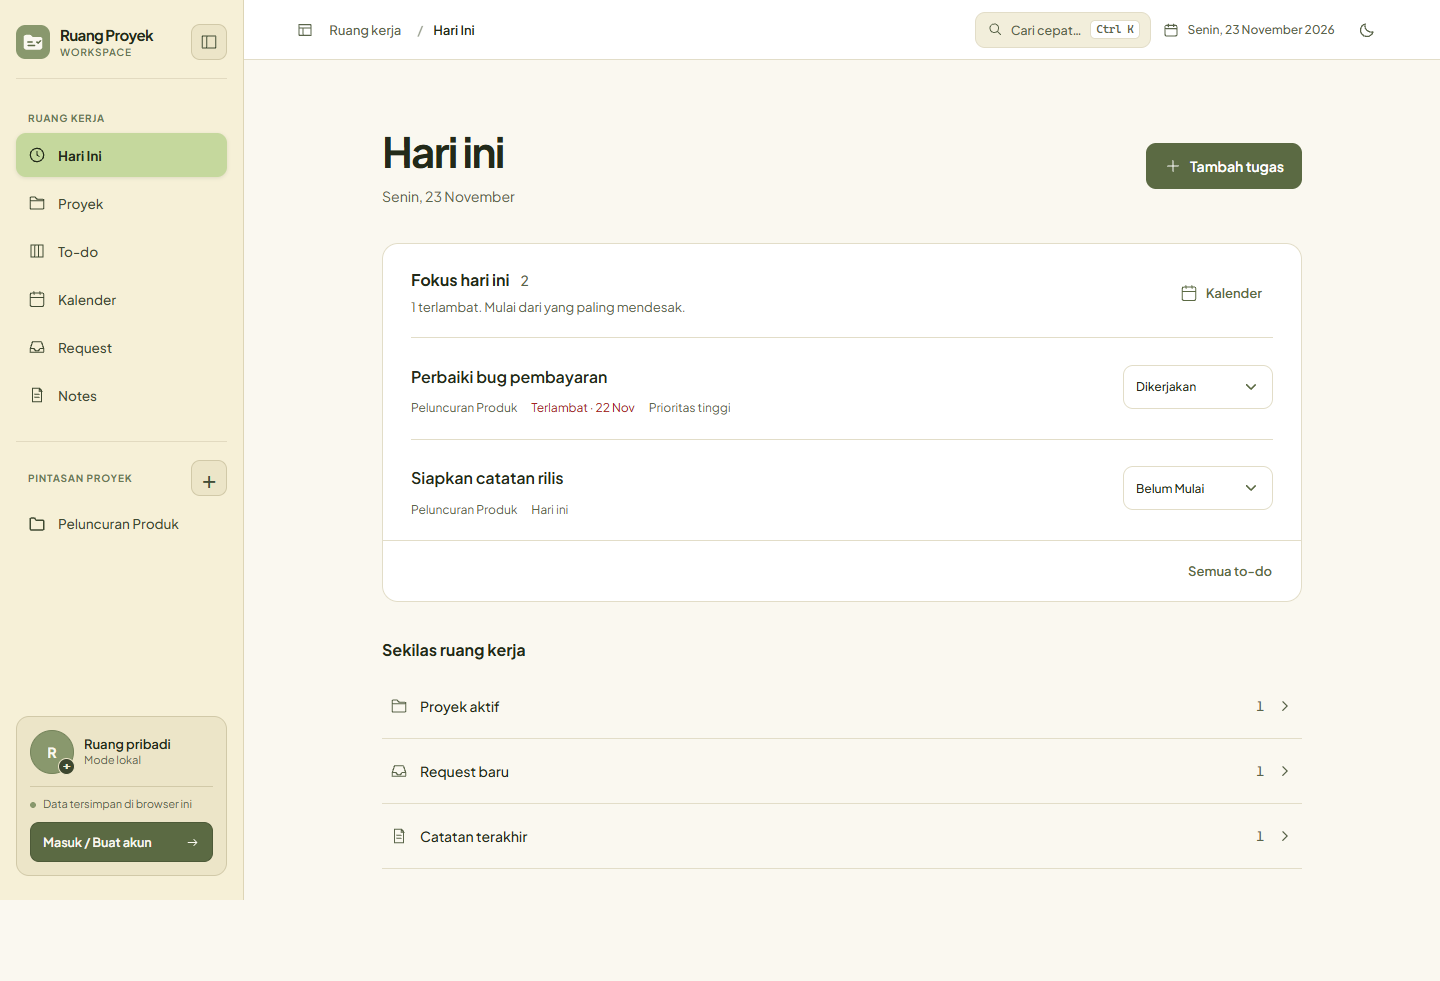 Ruang Proyek
WORKSPACE
RUANG KERJA
Hari Ini
Proyek
To-do
Kalender
Request
Notes
PINTASAN PROYEK
Peluncuran Produk
R
Ruang pribadi
Mode lokal
Data tersimpan di browser ini
Masuk / Buat akun
Ruang kerja / Hari Ini
Cari cepat... Ctrl K
Senin, 23 November 2026
Hari ini
Senin, 23 November
Tambah tugas
Fokus hari ini 2
1 terlambat. Mulai dari yang paling mendesak.
Kalender
Perbaiki bug pembayaran
Peluncuran Produk Terlambat · 22 Nov Prioritas tinggi
Dikerjakan
Siapkan catatan rilis
Peluncuran Produk Hari ini
Belum Mulai
Semua to-do
Sekilas ruang kerja
Proyek aktif 1
Request baru 1
Catatan terakhir 1